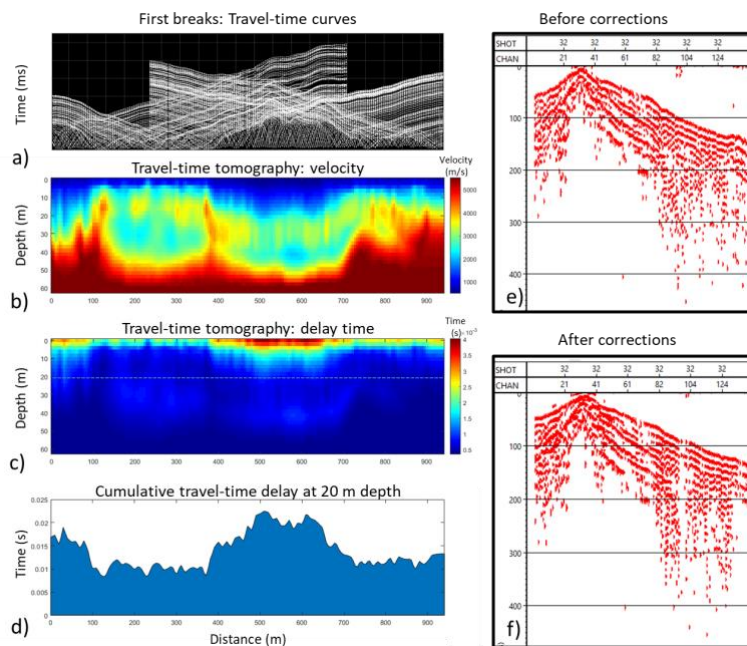 First breaks: Travel-time curves
Time (ms)
a)
Travel-time tomography: velocity
Velocity
(m/s)
0
10
20
30
40
50
60
Depth (m)
5000
4000
3000
2000
1000
b)
0 100 200 300 400 500 600 700 800 900
Travel-time tomography: delay time
Time
(s)×10⁻⁵
0
10
20
30
40
50
60
Depth (m)
4
3.5
3
2.5
2
1.5
1
0.5
c)
0 100 200 300 400 500 600 700 800 900
Cumulative travel-time delay at 20 m depth
0.025
0.02
0.015
0.01
0.005
0
Time (s)
d)
0 100 200 300 400 500 600 700 800 900
Distance (m)
Before corrections
SHOT 32 32 32 32 32 32
CHAN 21 41 61 82 104 124
0
100
200
300
400
e)
After corrections
SHOT 32 32 32 32 32 32
CHAN 21 41 61 82 104 124
0
100
200
300
400
f)